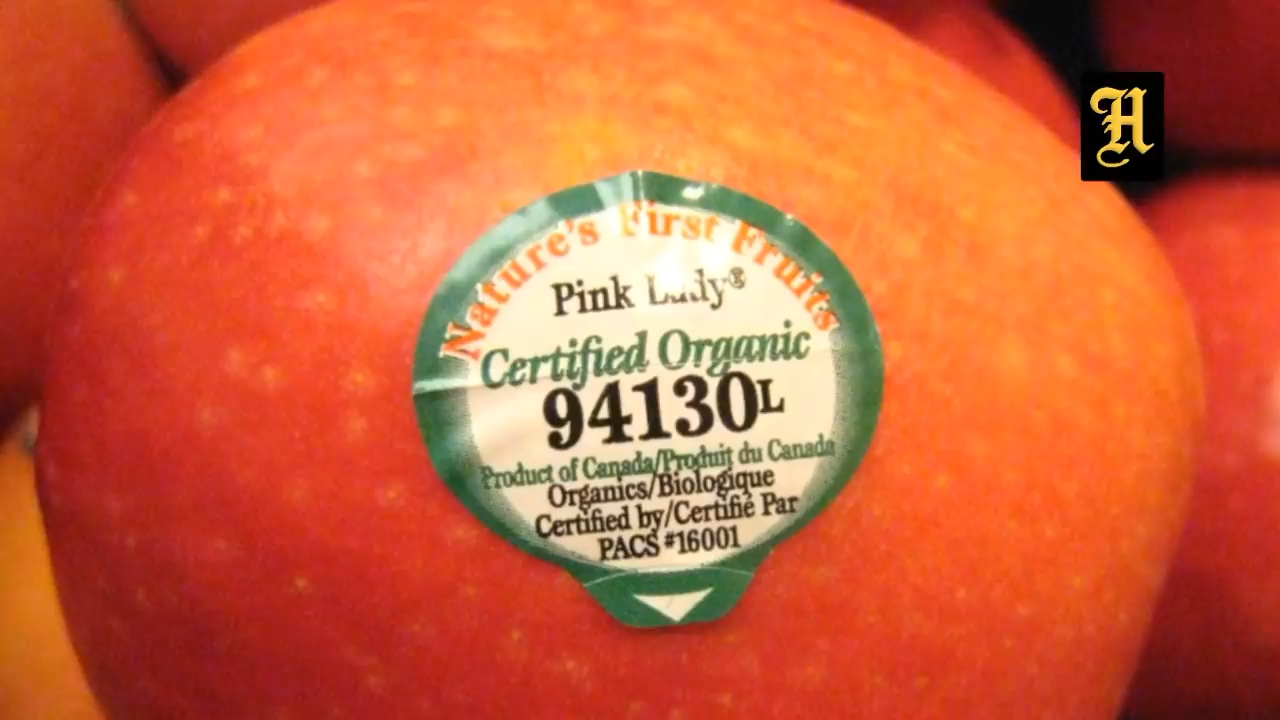 H
Nature's First Fruits
Pink Lady®
Certified Organic
94130L
Product of Canada/Produit du Canada
Organics/Biologique
Certified by/Certifié Par
PACS #16001